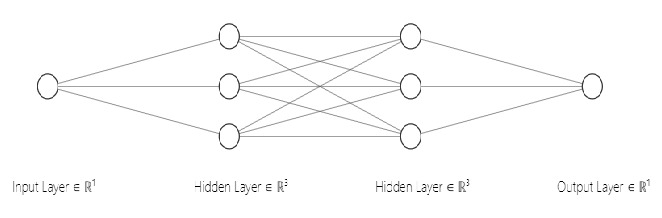 Input Layer ∈ ℝ¹
Hidden Layer ∈ ℝ³
Hidden Layer ∈ ℝ³
Output Layer ∈ ℝ¹